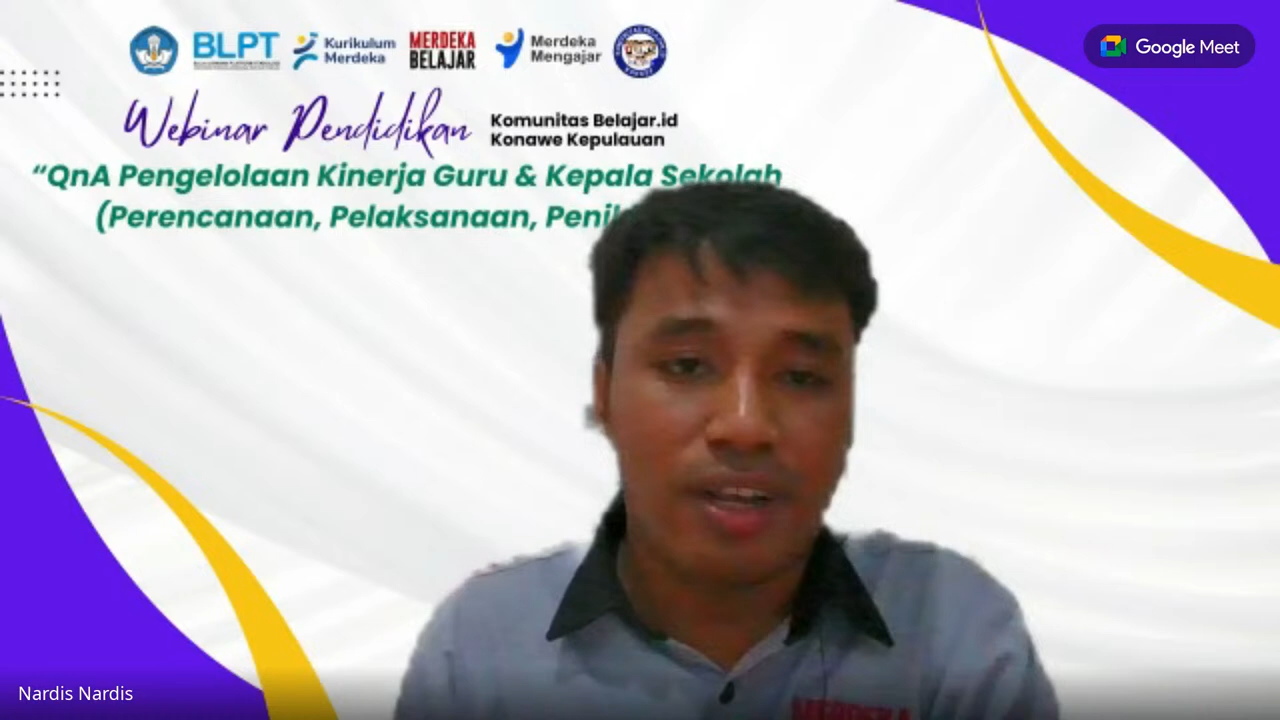 BLPT
Kurikulum
Merdeka
MERDEKA
BELAJAR
Merdeka
Mengajar
Google Meet
Webinar Pendidikan
Komunitas Belajar.id
Konawe Kepulauan
“QnA Pengelolaan Kinerja Guru & Kepala Sekolah
(Perencanaan, Pelaksanaan,
MERDEKA
Nardis Nardis